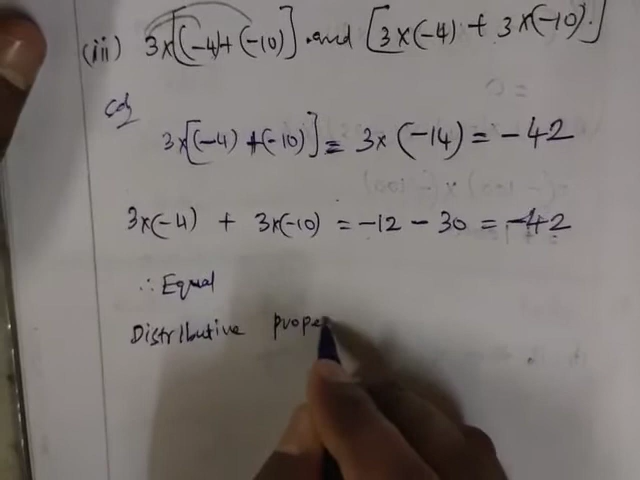 (iii) 3×[(-4)+(-10)] and [3×(-4) + 3×(-10)]
Sol
3×[(-4) + (-10)] = 3×(-14) = -42
3×(-4) + 3×(-10) = -12 - 30 = -42
∴ Equal
Distributive prope